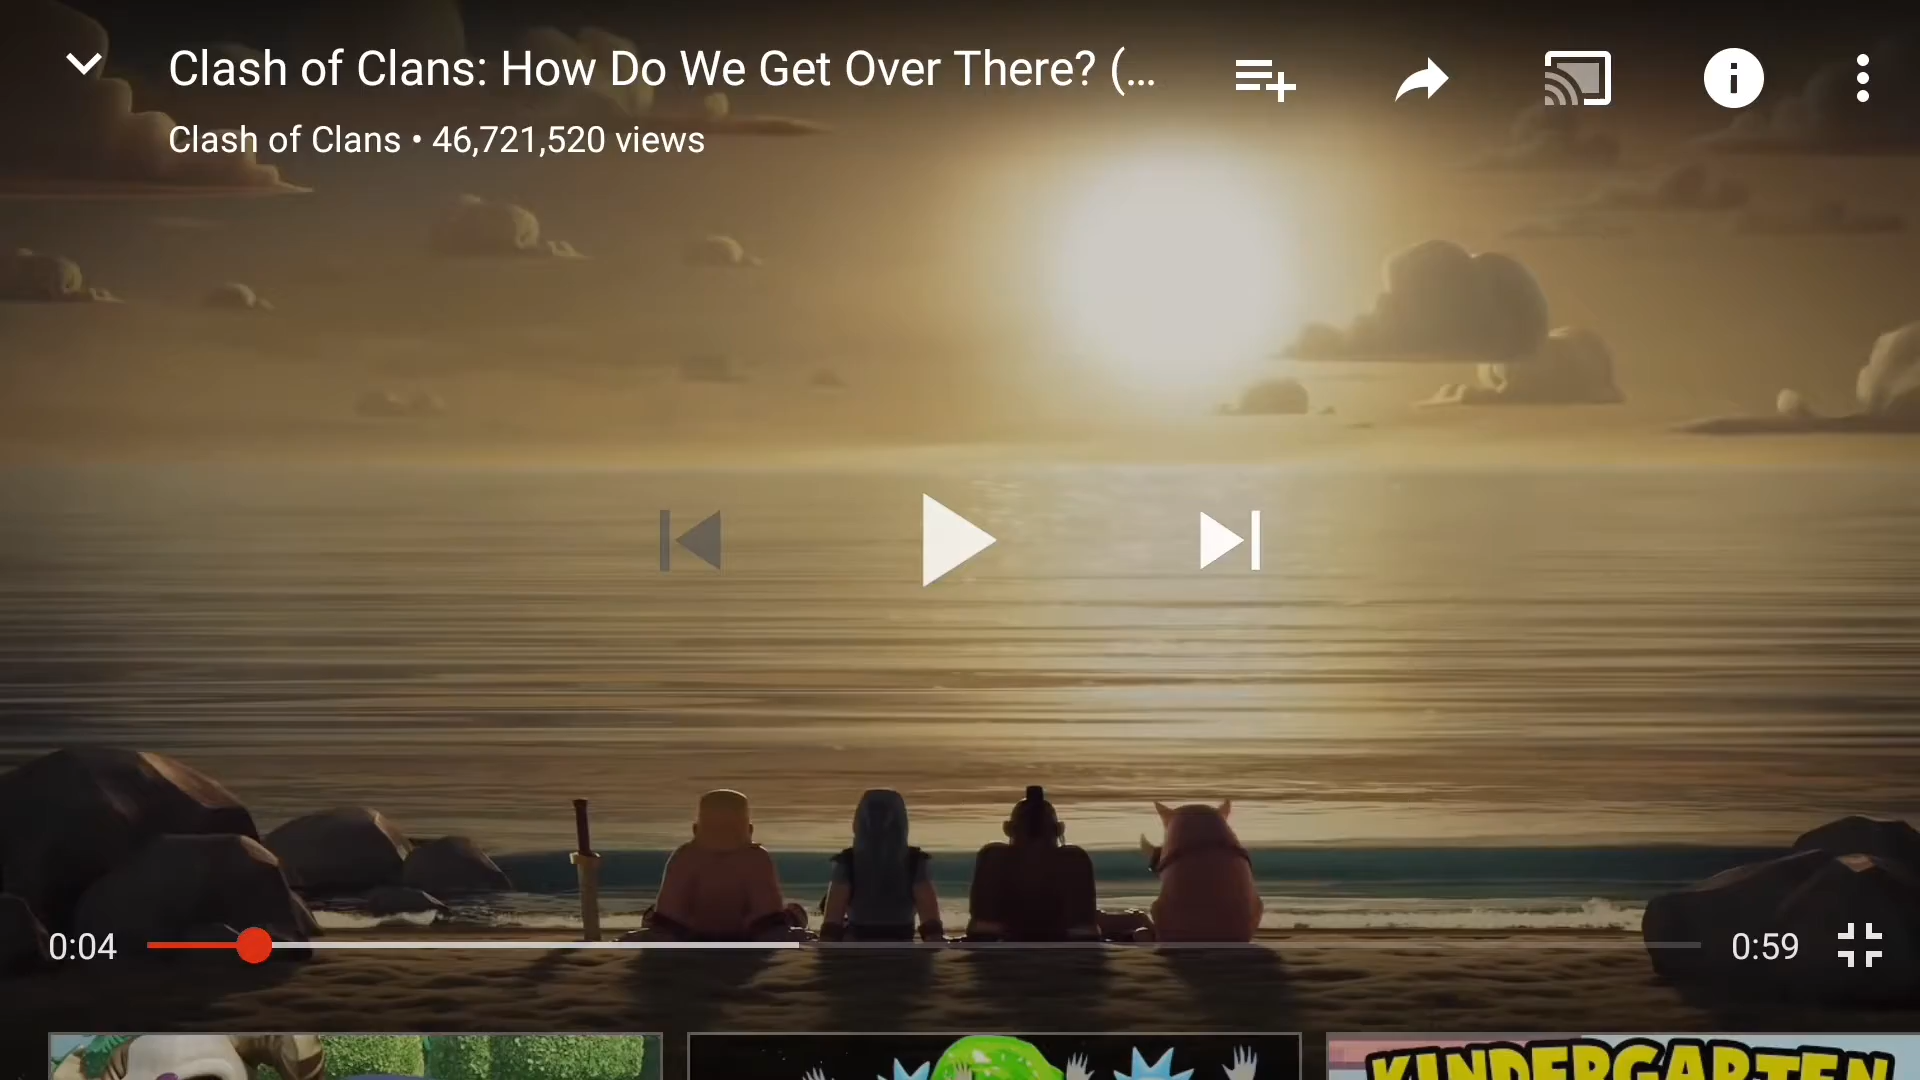 Clash of Clans: How Do We Get Over There? (...
Clash of Clans • 46,721,520 views
0:04
0:59
KINDERGARTEN